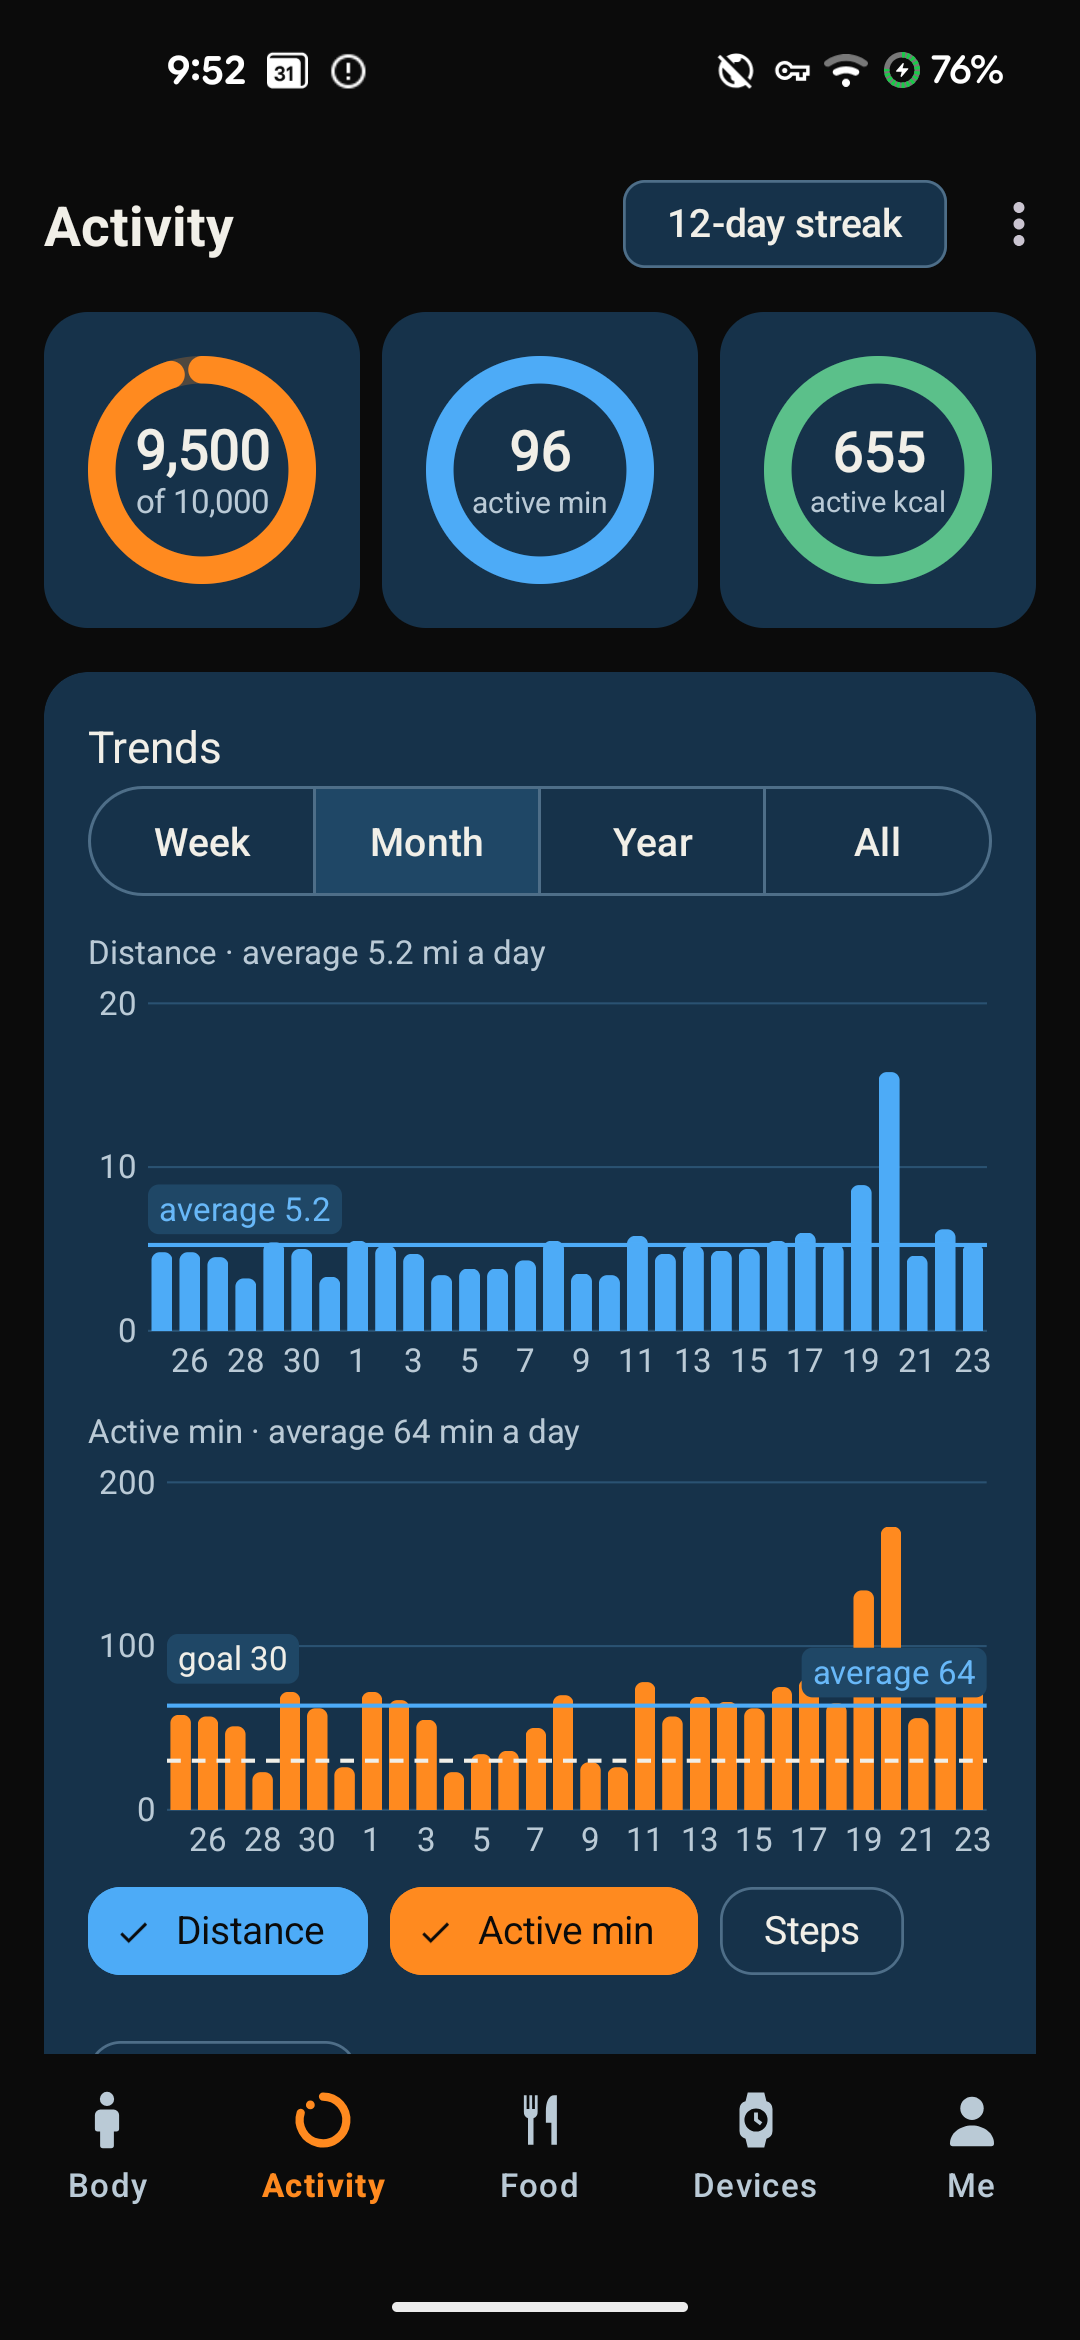 9:52 31 76%
Activity 12-day streak
9,500 96 655
of 10,000 active min active kcal
Trends
Week Month Year All
Distance · average 5.2 mi a day
20
10
average 5.2
0
26 28 30 1 3 5 7 9 11 13 15 17 19 21 23
Active min · average 64 min a day
200
100
goal 30 average 64
0
26 28 30 1 3 5 7 9 11 13 15 17 19 21 23
Distance Active min Steps
Body Activity Food Devices Me